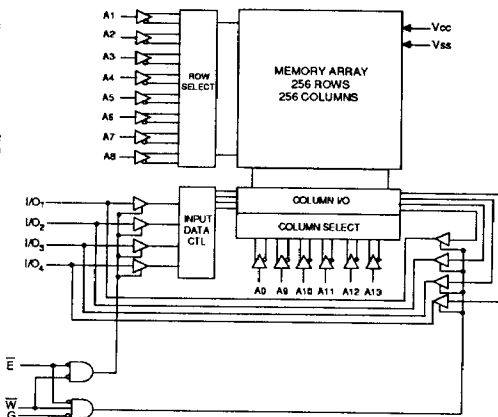 A1
A2
A3
A4
A5
A6
A7
A8
ROW
SELECT
MEMORY ARRAY
256 ROWS
256 COLUMNS
Vcc
Vss
I/O1
I/O2
I/O3
I/O4
INPUT
DATA
CTL
COLUMN I/O
COLUMN SELECT
A0 A9 A10 A11 A12 A13
E
W
G